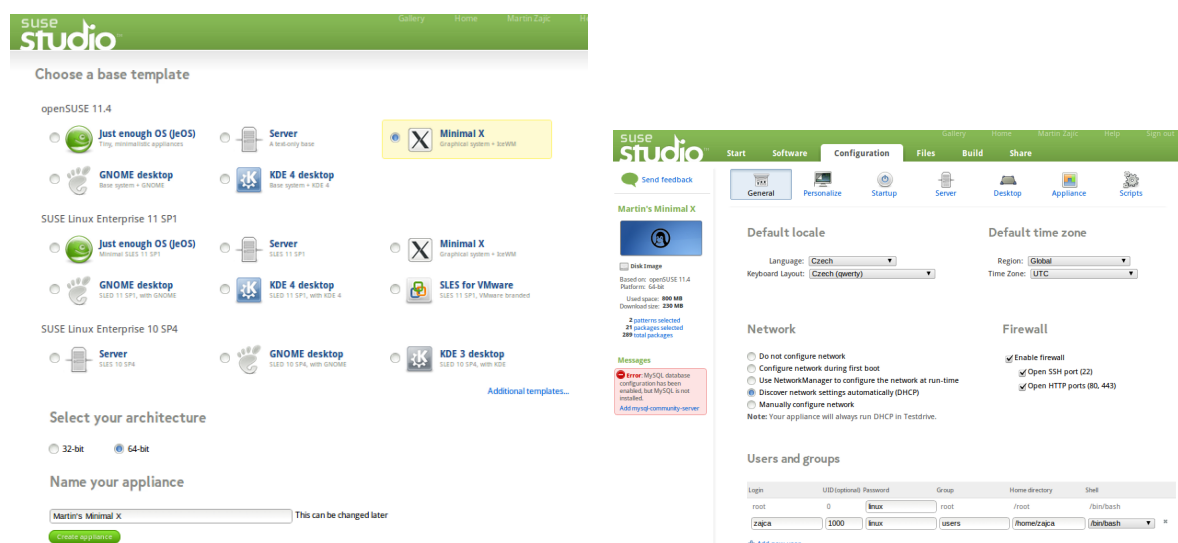 suse
studio
Gallery Home Martin Zajíc He
Choose a base template
openSUSE 11.4
Just enough OS (JeOS)
Tiny, minimalistic appliances
Server
A text-only base
Minimal X
Graphical system + IceWM
GNOME desktop
Base system + GNOME
KDE 4 desktop
Base system + KDE 4
SUSE Linux Enterprise 11 SP1
Just enough OS (JeOS)
Minimal SLES 11 SP1
Server
SLES 11 SP1
Minimal X
Graphical system + IceWM
GNOME desktop
SLED 11 SP1, with GNOME
KDE 4 desktop
SLED 11 SP1, with KDE 4
SLES for VMware
SLES 11 SP1, VMware branded
SUSE Linux Enterprise 10 SP4
Server
SLES 10 SP4
GNOME desktop
SLED 10 SP4, with GNOME
KDE 3 desktop
SLED 10 SP4, with KDE
Additional templates...
Select your architecture
32-bit 64-bit
Name your appliance
Martin's Minimal X This can be changed later
Create appliance
suse
studio
Gallery Home Martin Zajíc Help Sign out
Start Software Configuration Files Build Share
Send feedback
General Personalize Startup Server Desktop Appliance Scripts
Martin's Minimal X
Disk Image
Based on: openSUSE 11.4
Platform: 64-bit
Used space: 800 MB
Download size: 230 MB
2 patterns selected
21 packages selected
289 total packages
Messages
Error: MySQL database
configuration has been
enabled, but MySQL is not
installed.
Add mysql-community-server
Default locale
Language: Czech
Keyboard Layout: Czech (qwerty)
Default time zone
Region: Global
Time Zone: UTC
Network
Do not configure network
Configure network during first boot
Use NetworkManager to configure the network at run-time
Discover network settings automatically (DHCP)
Manually configure network
Note: Your appliance will always run DHCP in Testdrive.
Firewall
Enable firewall
Open SSH port (22)
Open HTTP ports (80, 443)
Users and groups
Login UID (optional) Password Group Home directory Shell
root 0 linux root /root /bin/bash
zajca 1000 linux users /home/zajca /bin/bash